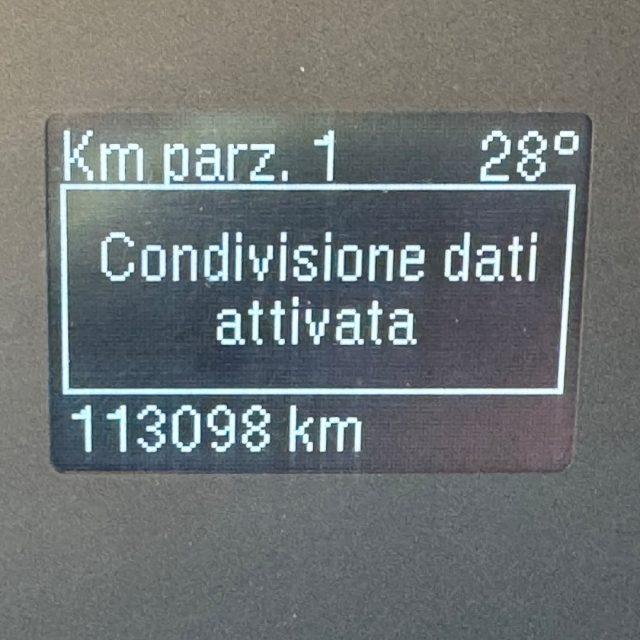 Km parz. 1 28°
Condivisione dati
attivata
113098 km